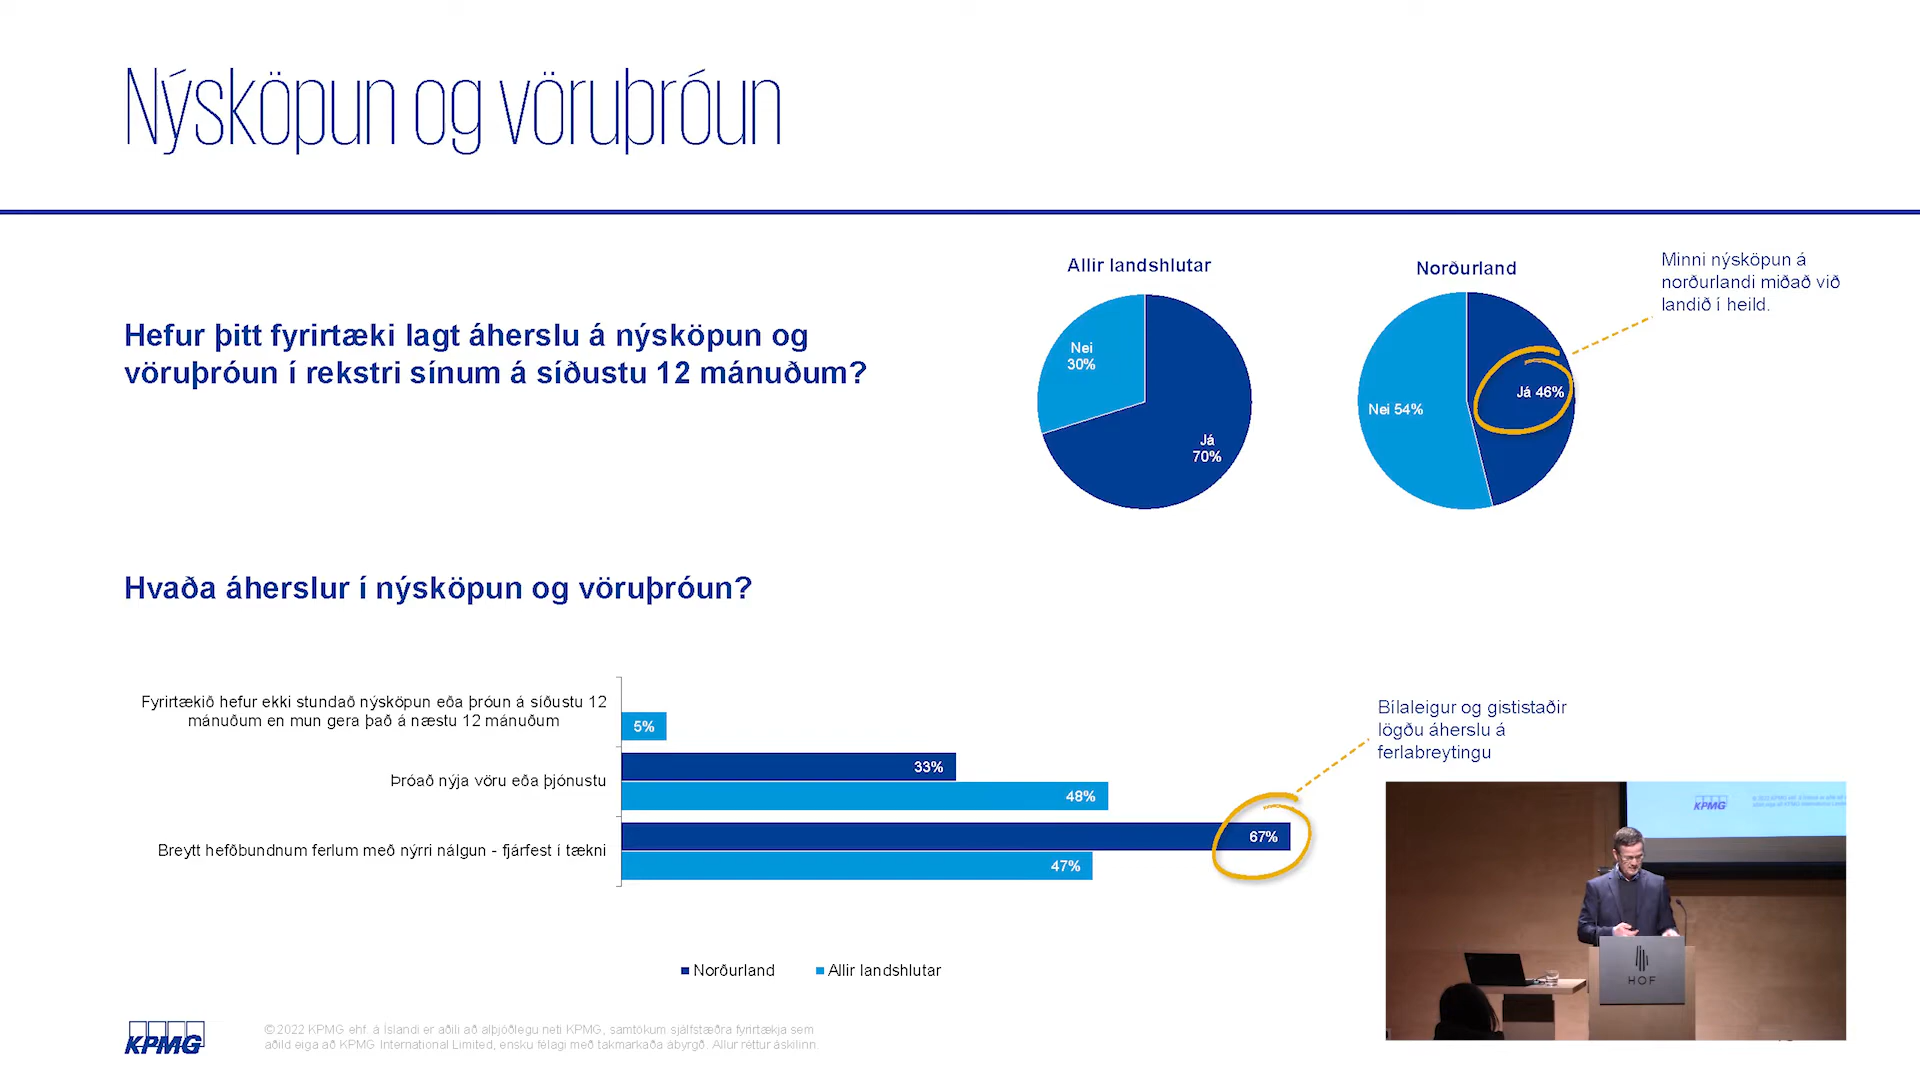 Nýsköpun og vöruþróun
Hefur þitt fyrirtæki lagt áherslu á nýsköpun og
vöruþróun í rekstri sínum á síðustu 12 mánuðum?
Allir landshlutar
Nei
30%
Já
70%
Norðurland
Nei 54%
Já 46%
Minni nýsköpun á
norðurlandi miðað við
landið í heild.
Hvaða áherslur í nýsköpun og vöruþróun?
Fyrirtækið hefur ekki stundað nýsköpun eða þróun á síðustu 12
mánuðum en mun gera það á næstu 12 mánuðum
5%
Þróað nýja vöru eða þjónustu
33%
48%
Breytt hefðbundnum ferlum með nýrri nálgun - fjárfest í tækni
67%
47%
Bílaleigur og gististaðir
lögðu áherslu á
ferlabreytingu
Norðurland
Allir landshlutar
KPMG
© 2022 KPMG ehf. á Íslandi er aðili að alþjóðlegu neti KPMG, samtökum sjálfstæðra fyrirtækja sem
aðild eiga að KPMG International Limited, ensku félagi með takmarkaða ábyrgð. Allur réttur áskilinn.
KPMG
HOF